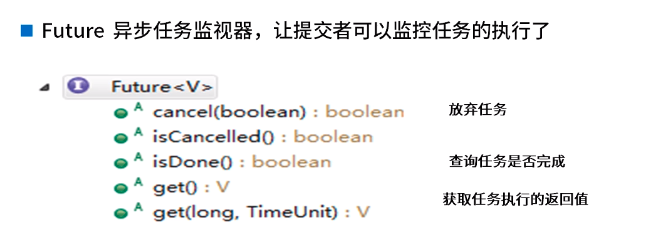 Future 异步任务监视器，让提交者可以监控任务的执行了
I Future<V>
A cancel(boolean) : boolean 放弃任务
A isCancelled() : boolean
A isDone() : boolean 查询任务是否完成
A get() : V 获取任务执行的返回值
A get(long, TimeUnit) : V